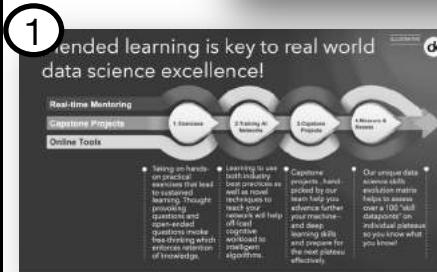 1
ended learning is key to real world
ILLUSTRATIVE
d
data science excellence!
Real-time Mentoring
Capstone Projects
Online Tools
1.Exercises
2.Training AI
Networks
3.Capstone
Projects
4.Measure &
Assess
Taking on hands-
on practical
exercises that lead
to sustained
learning. Thought
provoking
questions and
open-ended
questions invoke
free-thinking which
enforces retention
of knowledge.
Learning to use
both industry
best practices as
well as novel
techniques to
teach your
network will help
off-load
cognitive
workload to
intelligent
algorithms.
Capstone
projects, hand-
picked by our
team help you
advance further
your machine-
and deep
learning skills
and prepare for
the next plateau
effectively.
Our unique data
science skills
evolution matrix
helps to assess
over a 100 "skill
datapoints" on
individual plateaus
so you know what
you know!